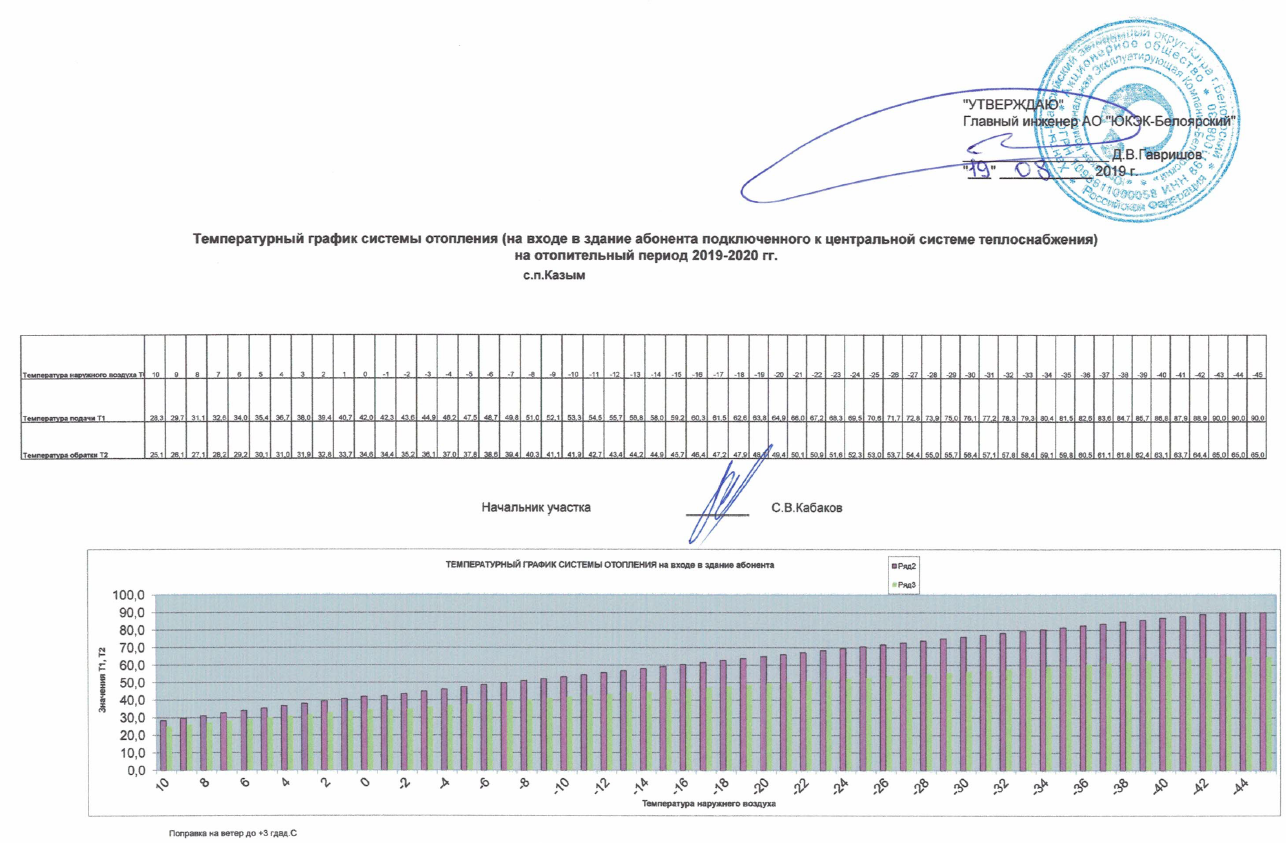 "УТВЕРЖДАЮ"
Главный инженер АО "ЮКЭК-Белоярский"
Д.В.Гавришов
"19" 08 2019 г.
Температурный график системы отопления (на входе в здание абонента подключенного к центральной системе теплоснабжения)
на отопительный период 2019-2020 гг.
с.п.Казым
Температура наружного воздуха 10 9 8 7 6 5 4 3 2 1 0 -1 -2 -3 -4 -5 -6 -7 -8 -9 -10 -11 -12 -13 -14 -15 -16 -17 -18 -19 -20 -21 -22 -23 -24 -25 -26 -27 -28 -29 -30 -31 -32 -33 -34 -35 -36 -37 -38 -39 -40 -41 -42 -43 -44 -45
Температура подачи Т1 28,3 29,7 31,1 32,6 34,0 35,4 36,7 38,0 39,4 40,7 42,0 42,3 43,6 44,9 46,2 47,5 48,7 49,8 51,0 52,1 53,3 54,5 55,7 56,8 58,0 59,2 60,3 61,5 62,6 63,8 64,9 66,0 67,2 68,3 69,5 70,6 71,7 72,8 73,9 75,0 76,1 77,2 78,3 79,3 80,4 81,5 82,6 83,6 84,7 85,7 86,8 87,9 88,9 90,0 90,0 90,0
Температура обратки Т2 25,1 26,1 27,1 28,2 29,2 30,1 31,0 31,9 32,8 33,7 34,6 34,4 35,2 36,1 37,0 37,8 38,6 39,4 40,3 41,1 41,9 42,7 43,4 44,2 44,9 45,7 46,4 47,2 47,9 49,4 50,1 50,9 51,6 52,3 53,0 53,7 54,4 55,0 55,7 56,4 57,1 57,8 58,4 59,1 59,8 60,5 61,1 61,8 62,4 63,1 63,7 64,4 65,0 65,0 65,0
Начальник участка С.В.Кабаков
ТЕМПЕРАТУРНЫЙ ГРАФИК СИСТЕМЫ ОТОПЛЕНИЯ на входе в здание абонента
Ряд2
Ряд3
Значения Т1, Т2
100,0
90,0
80,0
70,0
60,0
50,0
40,0
30,0
20,0
10,0
0,0
10 8 6 4 2 0 -2 -4 -6 -8 -10 -12 -14 -16 -18 -20 -22 -24 -26 -28 -30 -32 -34 -36 -38 -40 -42 -44
Температура наружнего воздуха
Поправка на ветер до +3 гдад.С